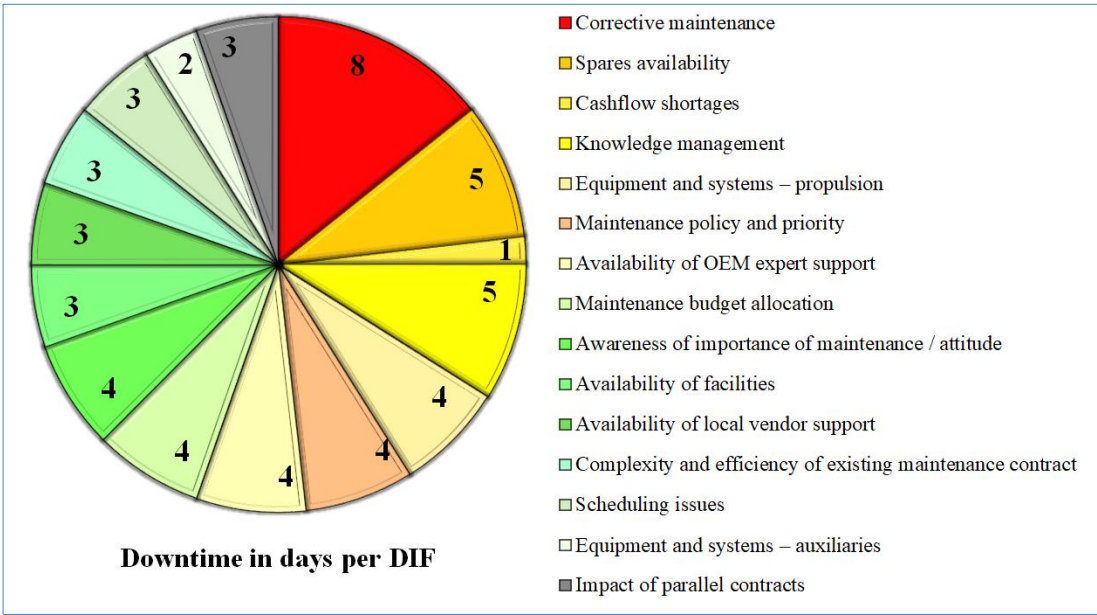 8
5
1
5
4
4
4
4
4
3
3
3
3
2
3
Downtime in days per DIF
Corrective maintenance
Spares availability
Cashflow shortages
Knowledge management
Equipment and systems – propulsion
Maintenance policy and priority
Availability of OEM expert support
Maintenance budget allocation
Awareness of importance of maintenance / attitude
Availability of facilities
Availability of local vendor support
Complexity and efficiency of existing maintenance contract
Scheduling issues
Equipment and systems – auxiliaries
Impact of parallel contracts